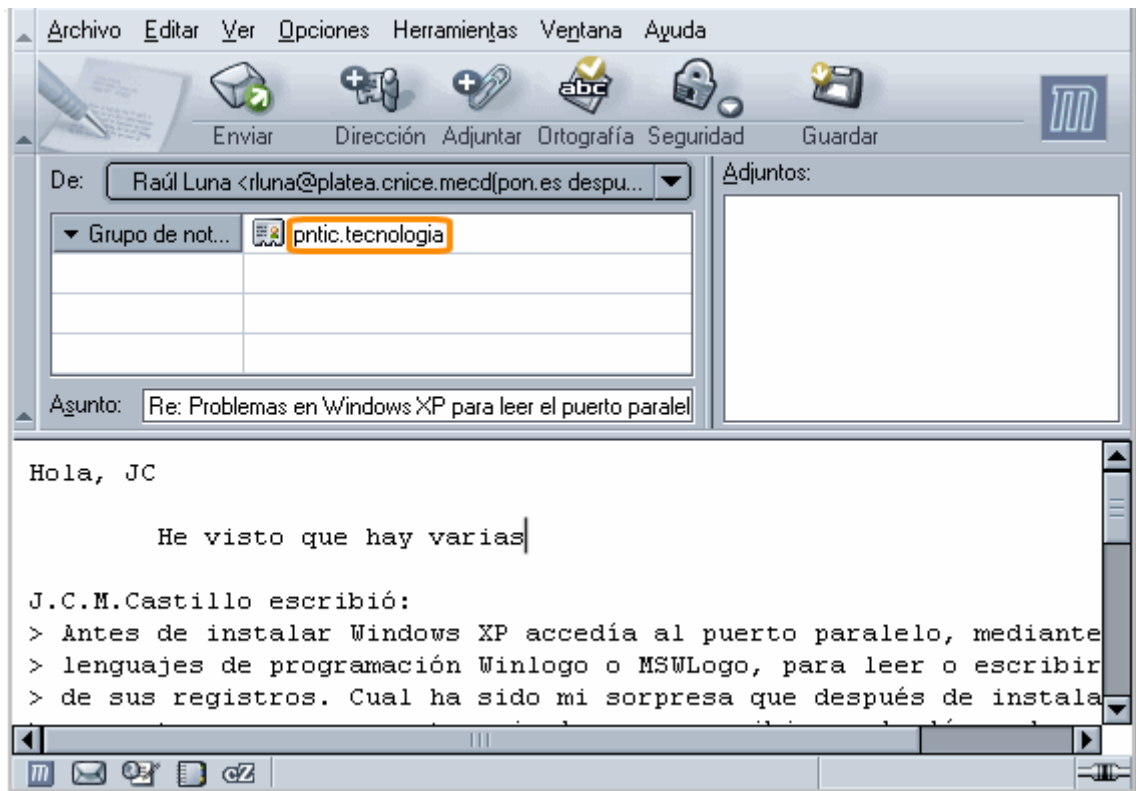 Archivo Editar Ver Opciones Herramientas Ventana Ayuda
Enviar Dirección Adjuntar Ortografía Seguridad Guardar
De: Raúl Luna <rluna@platea.cnice.mecd(pon.es despu...
Adjuntos:
Grupo de not... pntic.tecnologia
Asunto: Re: Problemas en Windows XP para leer el puerto paralel
Hola, JC
He visto que hay varias
J.C.M.Castillo escribió:
> Antes de instalar Windows XP accedía al puerto paralelo, mediante
> lenguajes de programación Winlogo o MSWLogo, para leer o escribir
> de sus registros. Cual ha sido mi sorpresa que después de instala